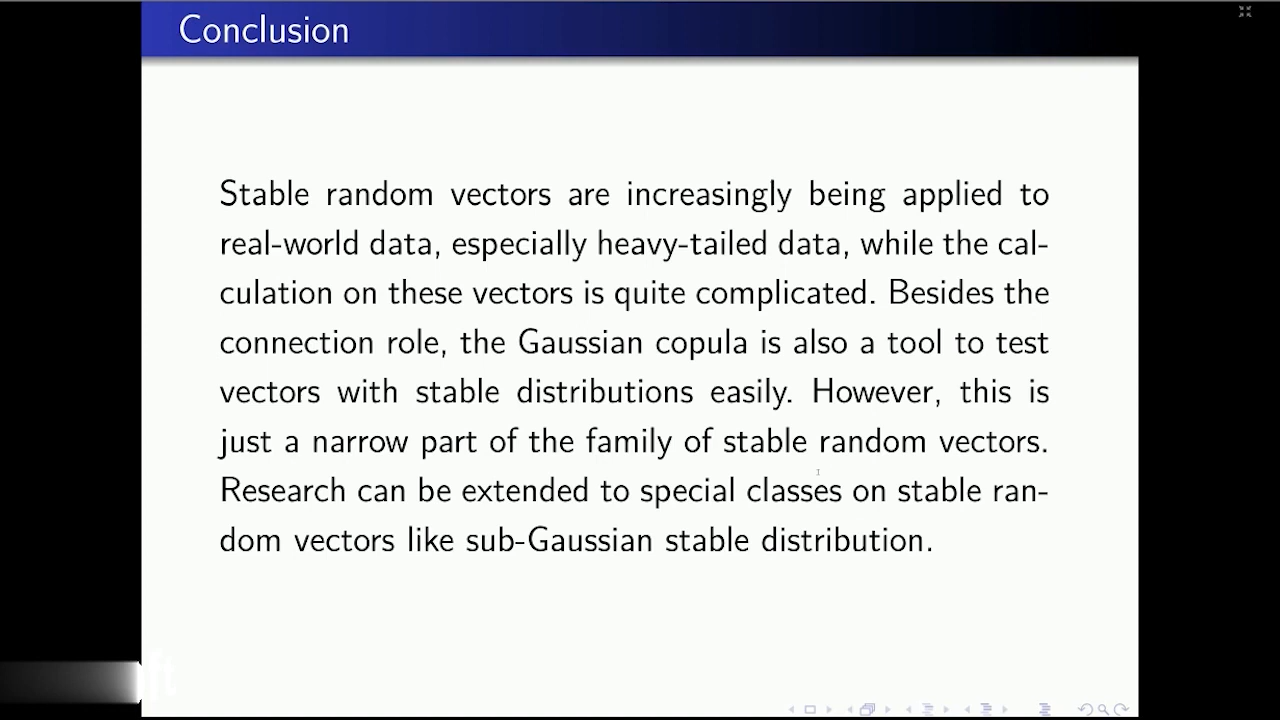 Conclusion
Stable random vectors are increasingly being applied to
real-world data, especially heavy-tailed data, while the cal-
culation on these vectors is quite complicated. Besides the
connection role, the Gaussian copula is also a tool to test
vectors with stable distributions easily. However, this is
just a narrow part of the family of stable random vectors.
Research can be extended to special classes on stable ran-
dom vectors like sub-Gaussian stable distribution.